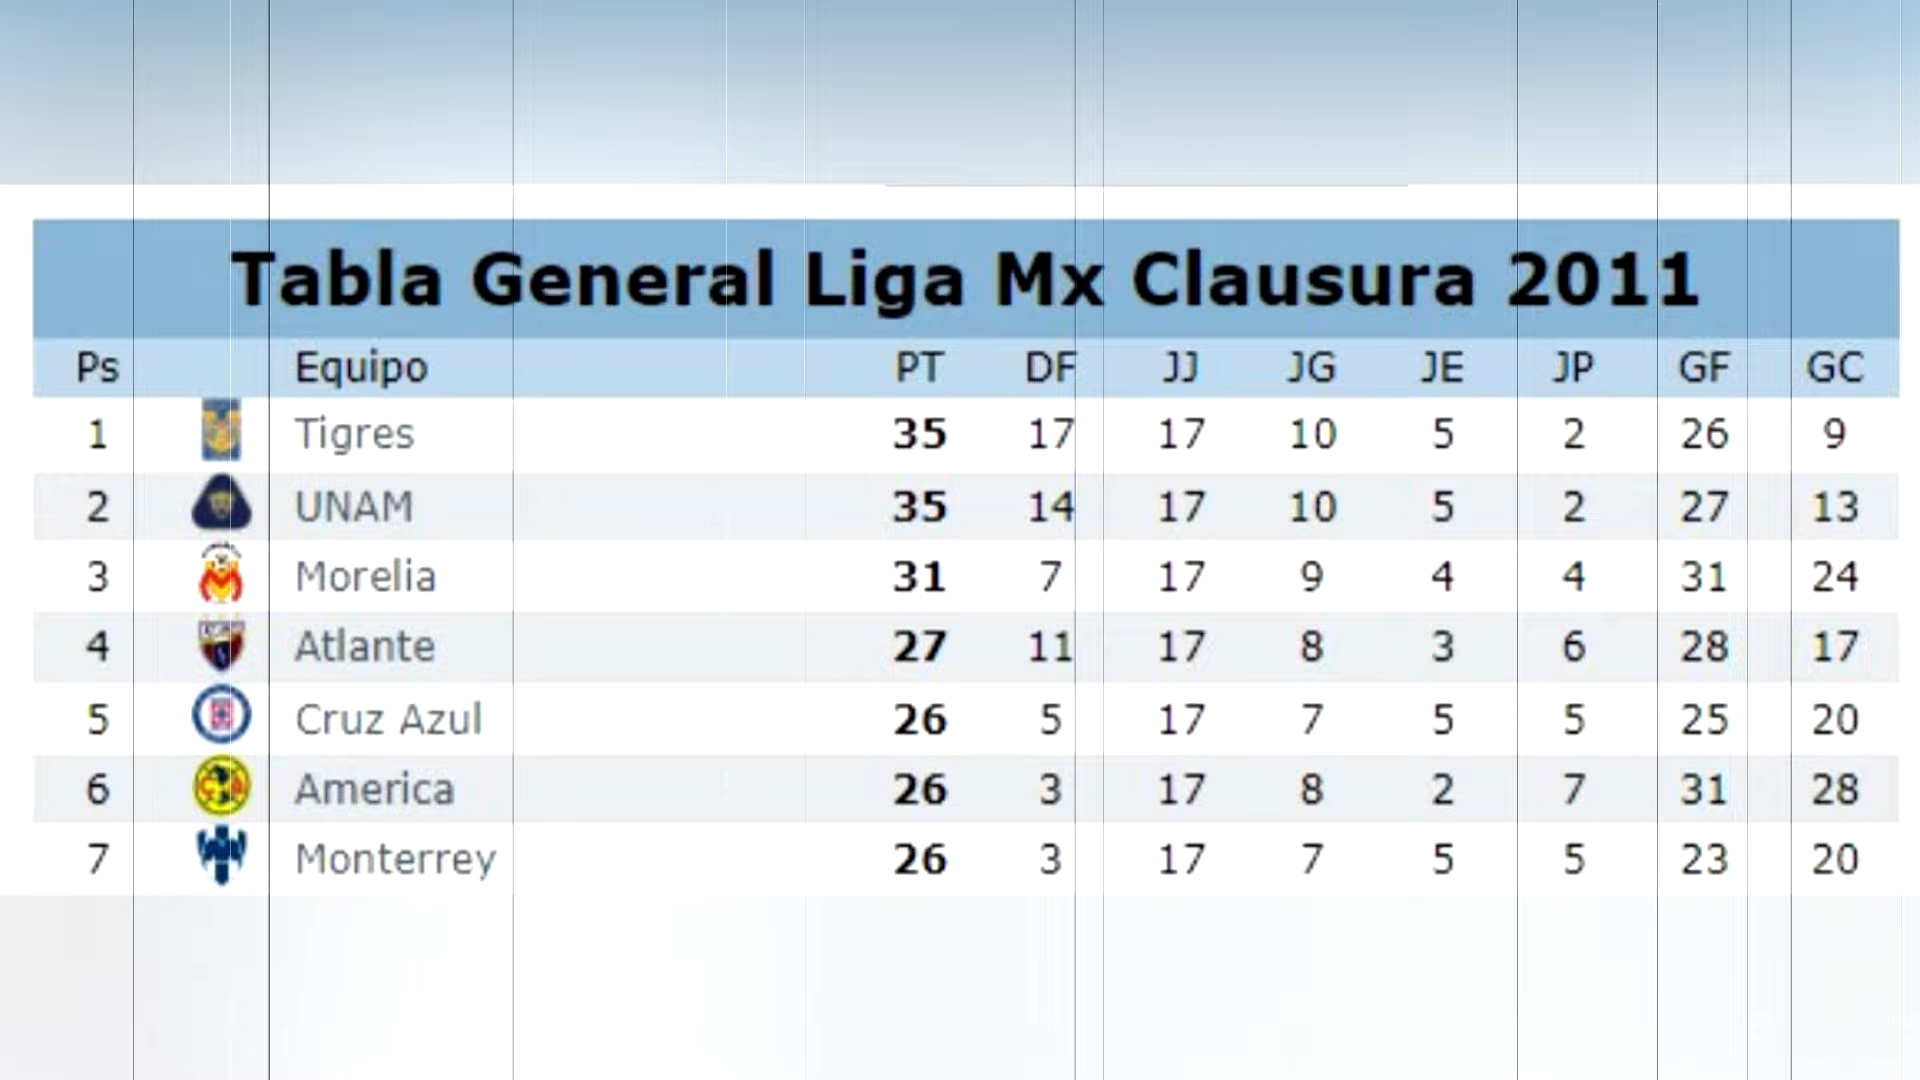 Tabla General Liga Mx Clausura 2011
Ps Equipo PT DF JJ JG JE JP GF GC
1 Tigres 35 17 17 10 5 2 26 9
2 UNAM 35 14 17 10 5 2 27 13
3 Morelia 31 7 17 9 4 4 31 24
4 Atlante 27 11 17 8 3 6 28 17
5 Cruz Azul 26 5 17 7 5 5 25 20
6 America 26 3 17 8 2 7 31 28
7 Monterrey 26 3 17 7 5 5 23 20